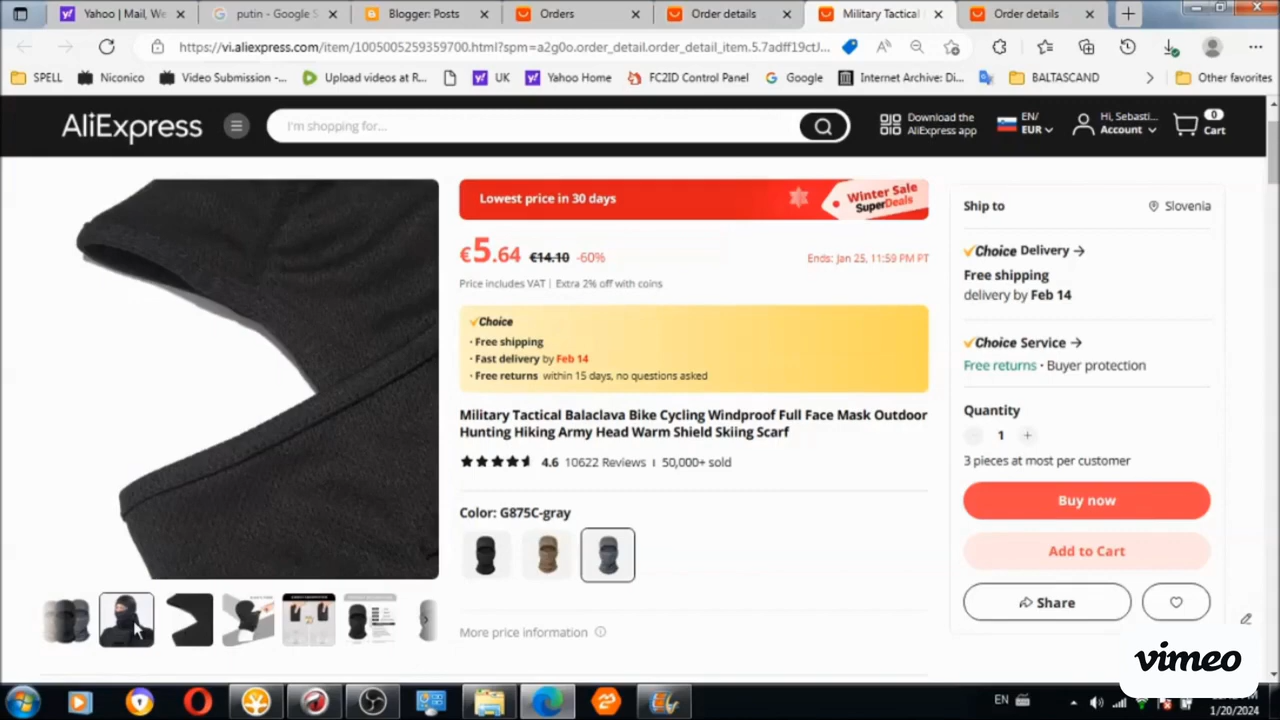 Yahoo | Mail, We
putin - Google S
Blogger: Posts
Orders
Order details
Military Tactical
Order details
https://vi.aliexpress.com/item/1005005259359700.html?spm=a2g0o.order_detail.order_detail_item.5.7adff19ctJ...
SPELL
Niconico
Video Submission -...
Upload videos at R...
UK
Yahoo Home
FC2ID Control Panel
Google
Internet Archive: Di...
BALTASCAND
Other favorites
AliExpress
I'm shopping for...
Download the
AliExpress app
EN/
EUR
Hi, Sebasti...
Account
0
Cart
Lowest price in 30 days
Winter Sale
SuperDeals
€5.64 €14.10 -60%
Ends: Jan 25, 11:59 PM PT
Price includes VAT | Extra 2% off with coins
Choice
· Free shipping
· Fast delivery by Feb 14
· Free returns within 15 days, no questions asked
Military Tactical Balaclava Bike Cycling Windproof Full Face Mask Outdoor
Hunting Hiking Army Head Warm Shield Skiing Scarf
4.6 10622 Reviews | 50,000+ sold
Color: G875C-gray
More price information
Ship to
Slovenia
Choice Delivery →
Free shipping
delivery by Feb 14
Choice Service →
Free returns · Buyer protection
Quantity
- 1 +
3 pieces at most per customer
Buy now
Add to Cart
Share
vimeo
EN
1/20/2024